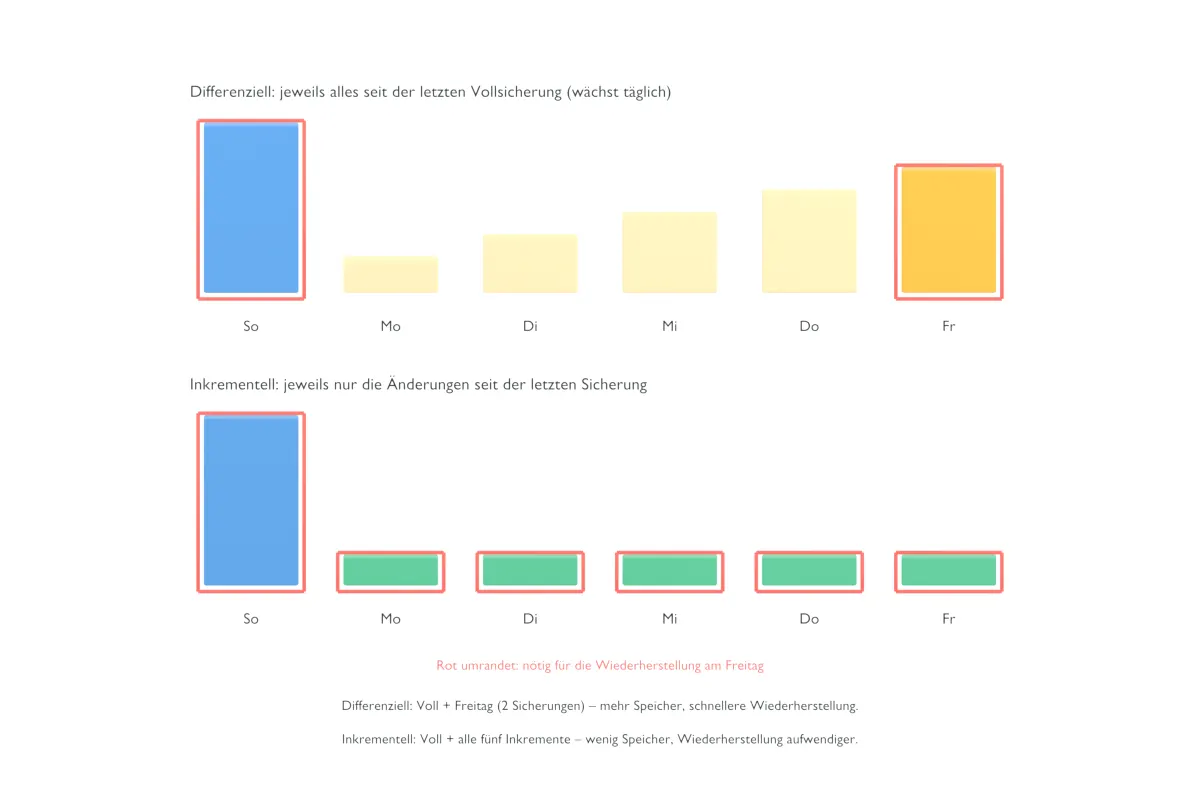 Differenziell: jeweils alles seit der letzten Vollsicherung (wächst täglich)
So Mo Di Mi Do Fr
Inkrementell: jeweils nur die Änderungen seit der letzten Sicherung
So Mo Di Mi Do Fr
Rot umrandet: nötig für die Wiederherstellung am Freitag
Differenziell: Voll + Freitag (2 Sicherungen) – mehr Speicher, schnellere Wiederherstellung.
Inkrementell: Voll + alle fünf Inkremente – wenig Speicher, Wiederherstellung aufwendiger.